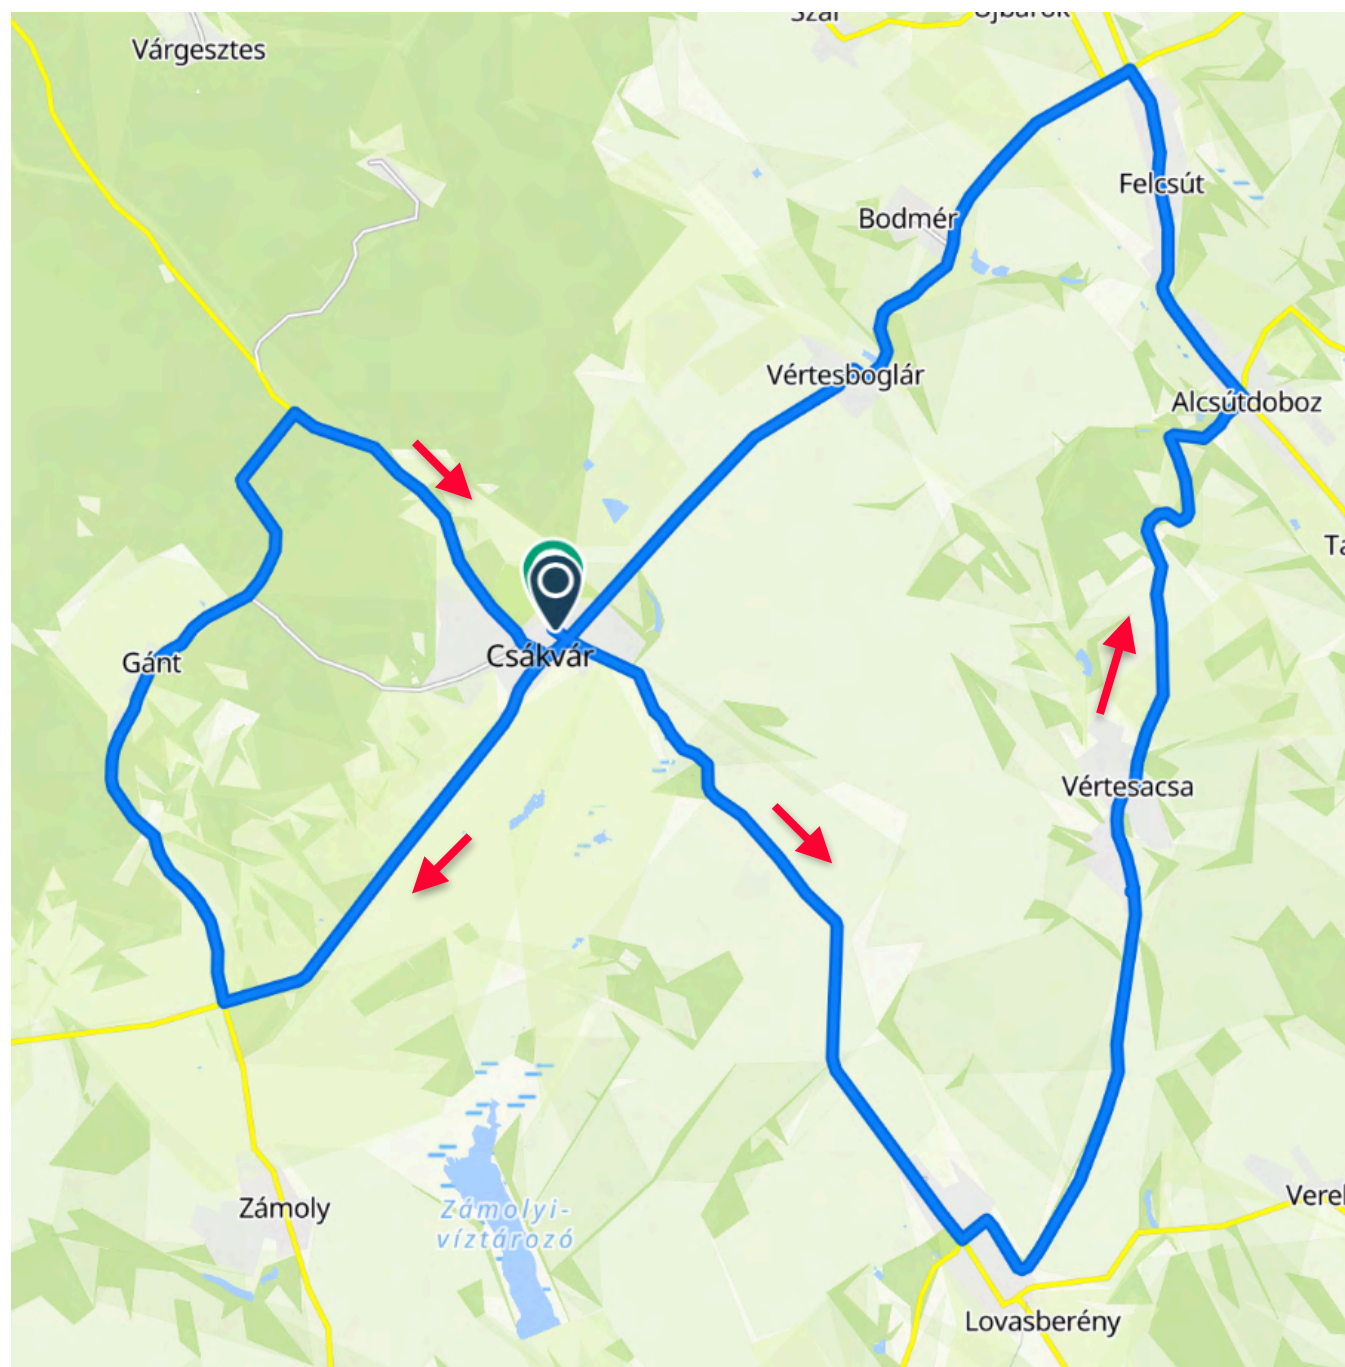 Várgesztes
Felcsút
Bodmér
Vértesboglár
Alcsútdoboz
Csákvár
Gánt
Vértesacsa
Zámoly
Zámolyi-
víztározó
Lovasberény